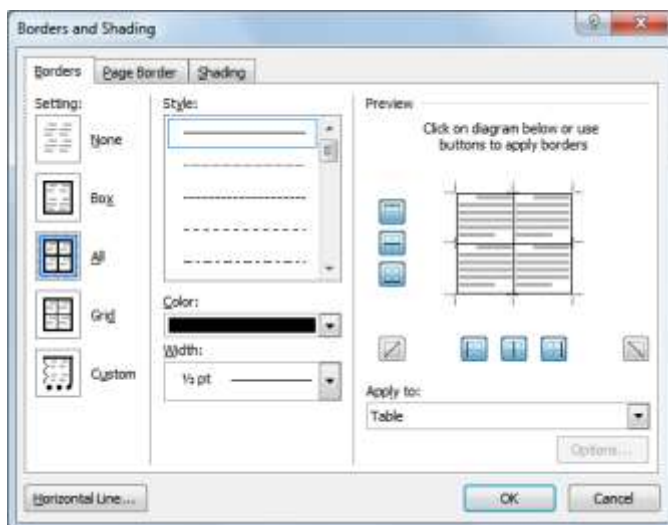 Borders and Shading
Borders
Page Border
Shading
Setting:
None
Box
All
Grid
Custom
Style:
Color:
Width:
½ pt
Preview
Click on diagram below or use
buttons to apply borders
Apply to:
Table
Options...
Horizontal Line...
OK
Cancel